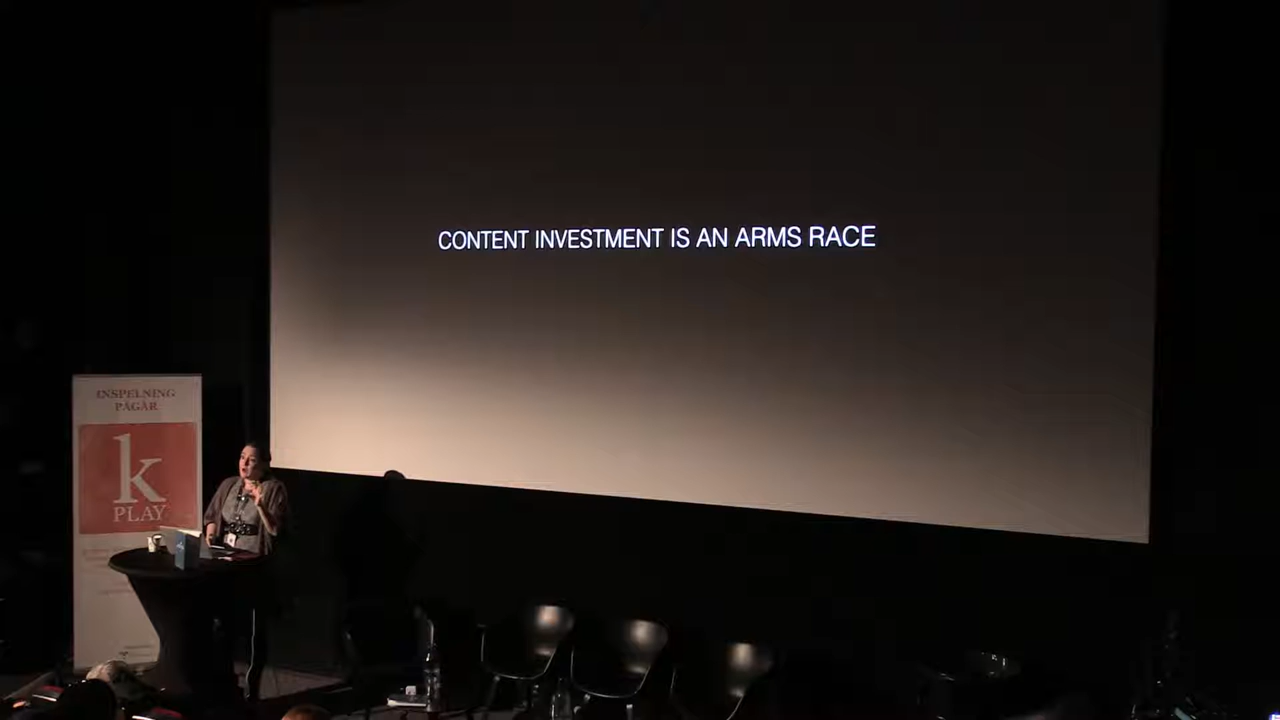 CONTENT INVESTMENT IS AN ARMS RACE
INSPELNING
PÅGÅR
k
PLAY